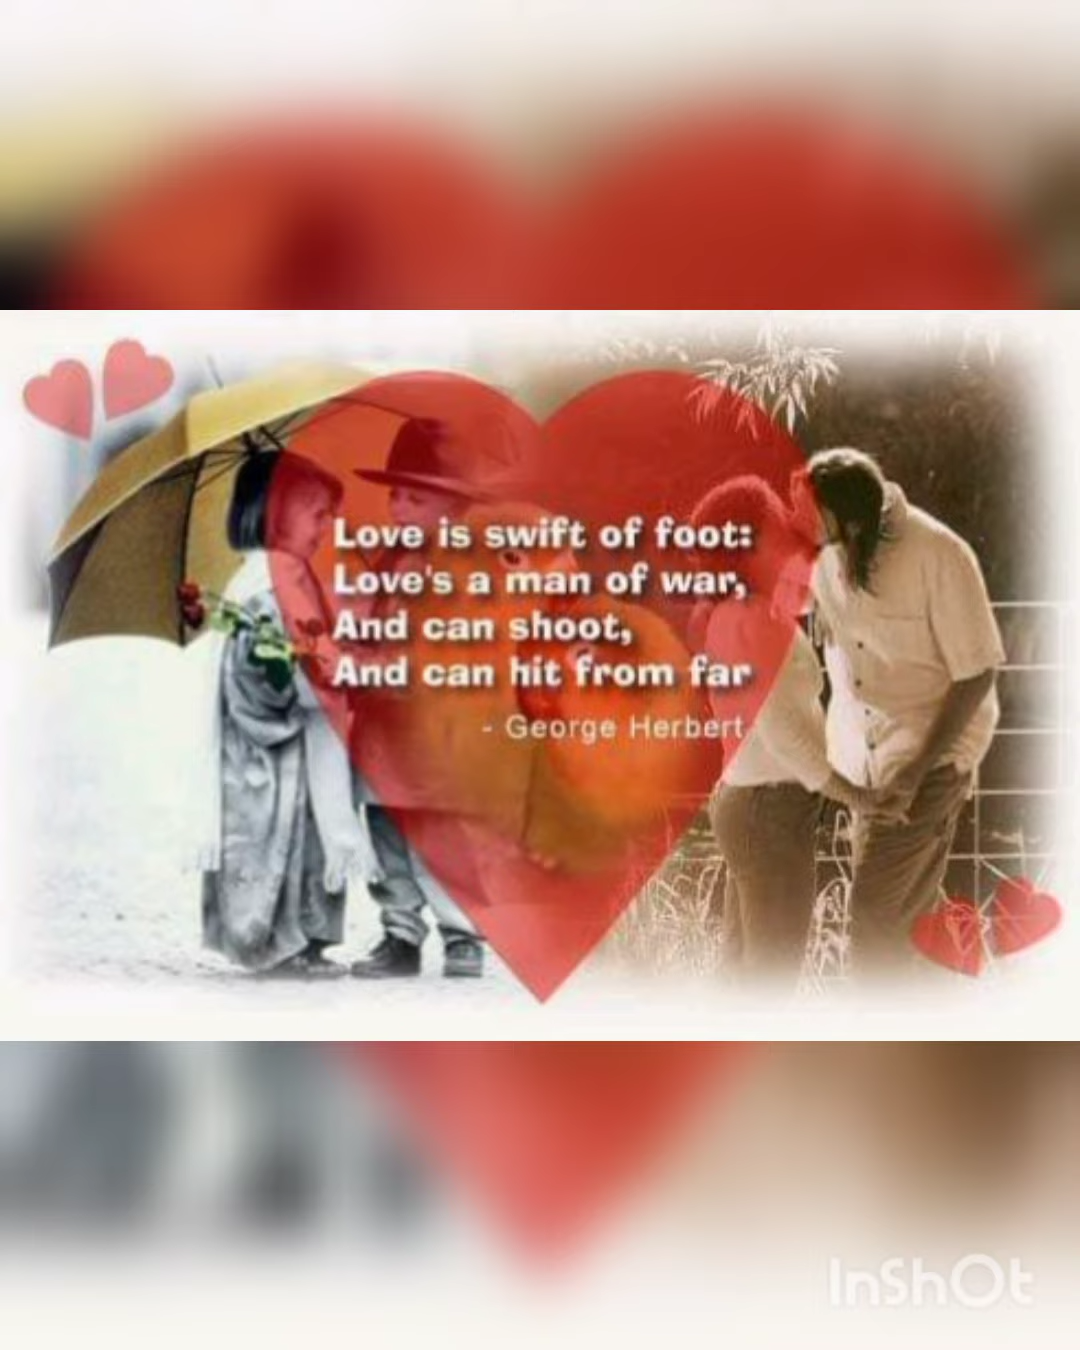 Love is swift of foot:
Love's a man of war,
And can shoot,
And can hit from far
- George Herbert
InShOt